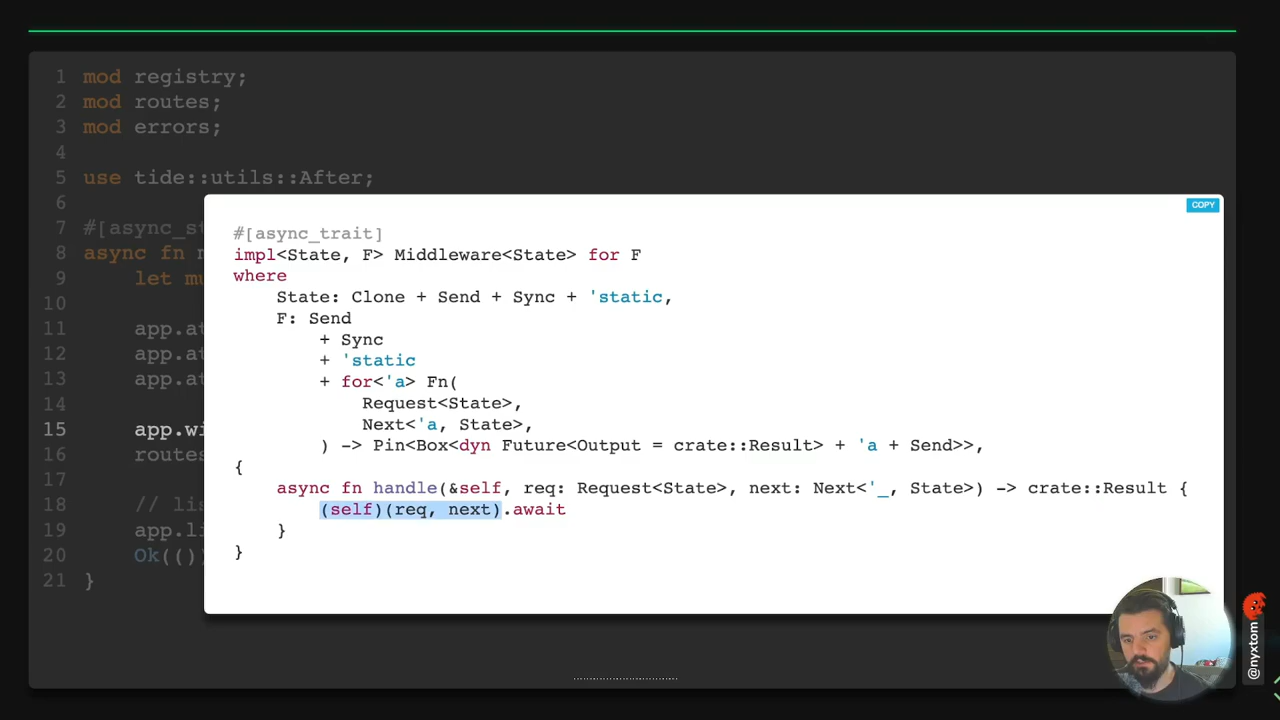 1 mod registry;
2 mod routes;
3 mod errors;
4
5 use tide::utils::After;
6
7 #[async_st
8 async fn m
9 let mu
10
11 app.at
12 app.at
13 app.at
14
15 app.wi
16 routes
17
18 // lis
19 app.li
20 Ok(())
21 }
COPY
#[async_trait]
impl<State, F> Middleware<State> for F
where
State: Clone + Send + Sync + 'static,
F: Send
+ Sync
+ 'static
+ for<'a> Fn(
Request<State>,
Next<'a, State>,
) -> Pin<Box<dyn Future<Output = crate::Result> + 'a + Send>>,
{
async fn handle(&self, req: Request<State>, next: Next<'_, State>) -> crate::Result {
(self)(req, next).await
}
}
@nyxtom